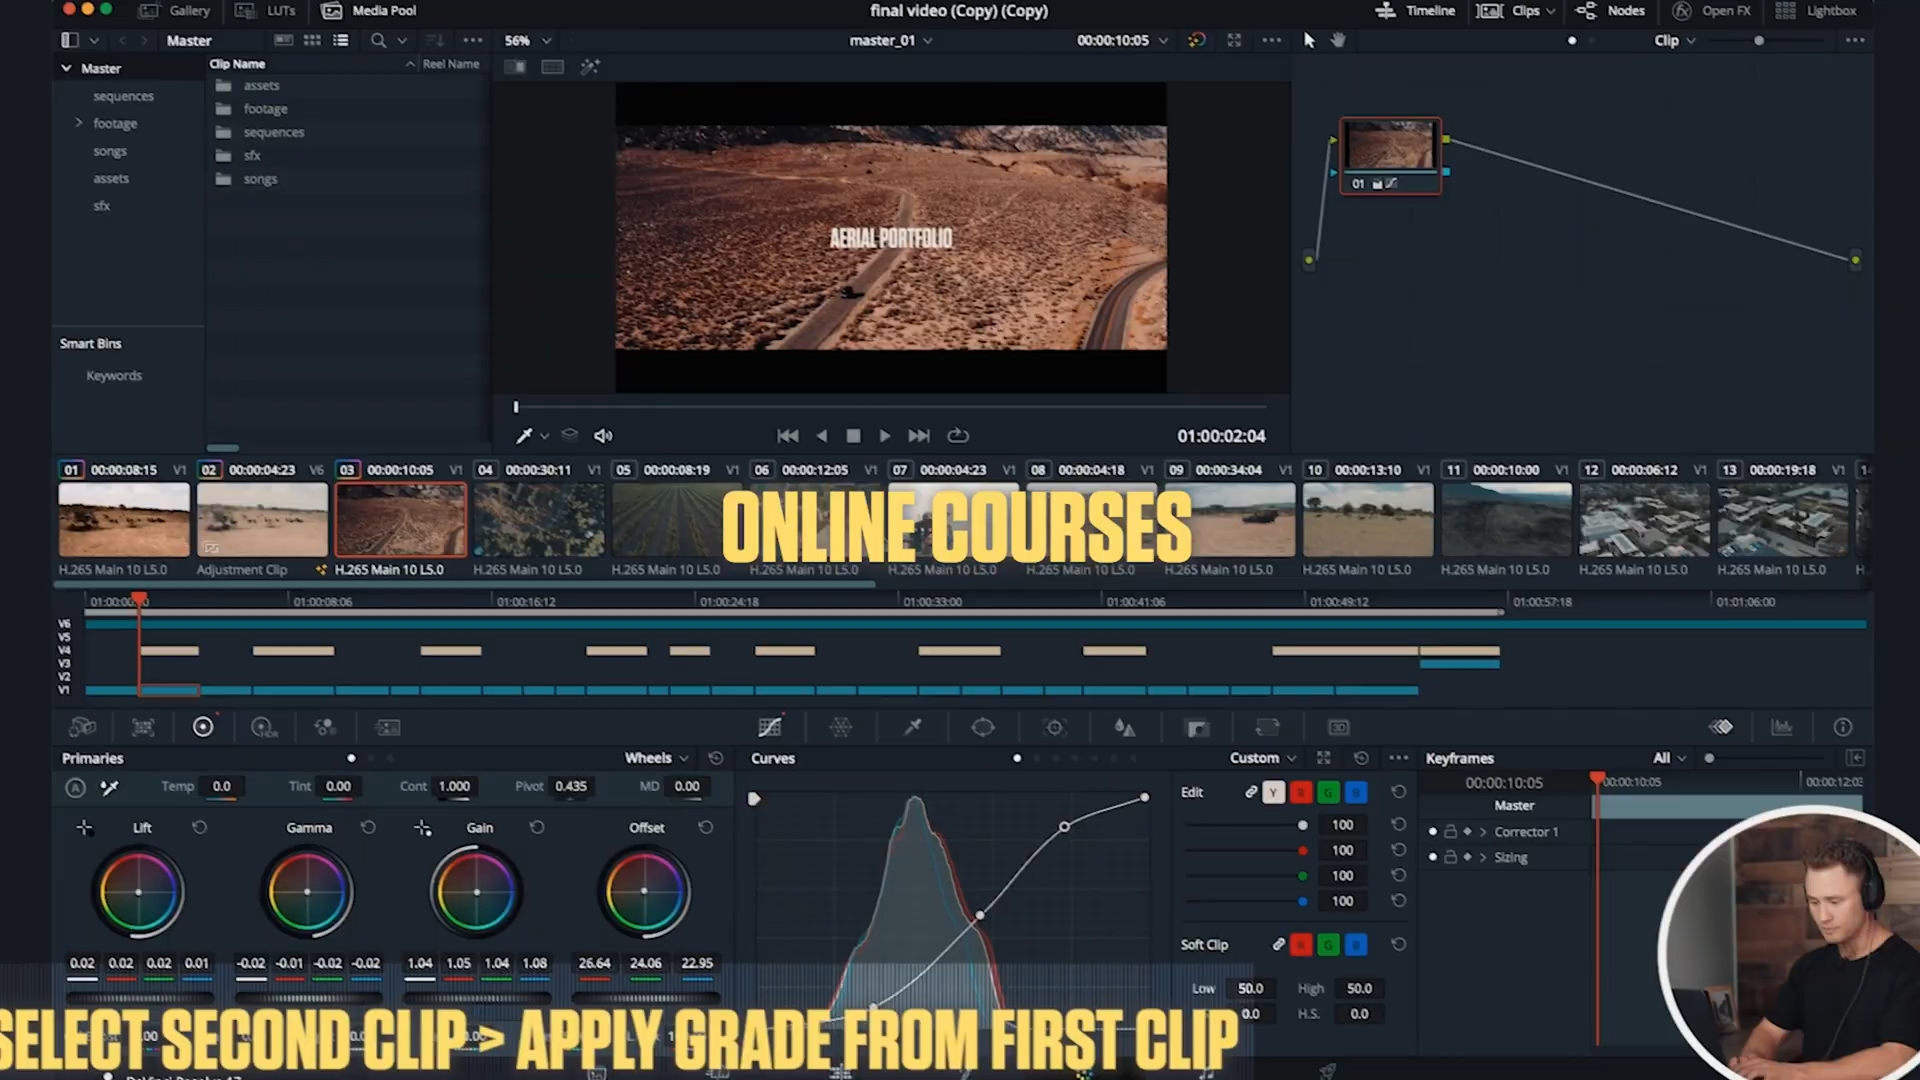 Gallery LUTs Media Pool final video (Copy) (Copy) Timeline Clips Nodes Open FX Lightbox
Master 56% master_01 00:00:10:05 Clip
Master
sequences
footage
songs
assets
sfx
Smart Bins
Keywords
Clip Name Reel Name
assets
footage
sequences
sfx
songs
AERIAL PORTFOLIO
01
01:00:02:04
01 00:00:08:15 V1 02 00:00:04:23 V6 03 00:00:10:05 V1 04 00:00:30:11 V1 05 00:00:08:19 V1 06 00:00:12:05 V1 07 00:00:04:23 V1 08 00:00:04:18 V1 09 00:00:34:04 V1 10 00:00:13:10 V1 11 00:00:10:00 V1 12 00:00:06:12 V1 13 00:00:19:18 V1
ONLINE COURSES
H.265 Main 10 L5.0 Adjustment Clip H.265 Main 10 L5.0 H.265 Main 10 L5.0 H.265 Main 10 L5.0 H.265 Main 10 L5.0 H.265 Main 10 L5.0 H.265 Main 10 L5.0 H.265 Main 10 L5.0 H.265 Main 10 L5.0 H.265 Main 10 L5.0 H.265 Main 10 L5.0 H.265 Main 10 L5.0
01:00:08:06 01:00:16:12 01:00:24:18 01:00:33:00 01:00:41:06 01:00:49:12 01:00:57:18 01:01:06:00
V6
V5
V4
V3
V2
V1
Primaries Wheels
Temp 0.0 Tint 0.00 Cont 1.000 Pivot 0.435 MD 0.00
Lift Gamma Gain Offset
0.02 0.02 0.02 0.01 -0.02 -0.01 -0.02 -0.02 1.04 1.05 1.04 1.08 26.64 24.06 22.95
Curves Custom
Edit Y R G B
100
100
100
100
Soft Clip R G B
Low 50.0 High 50.0
H.S. 0.0
Keyframes All
00:00:10:05 00:00:10:05
Master
Corrector 1
Sizing
SELECT SECOND CLIP > APPLY GRADE FROM FIRST CLIP